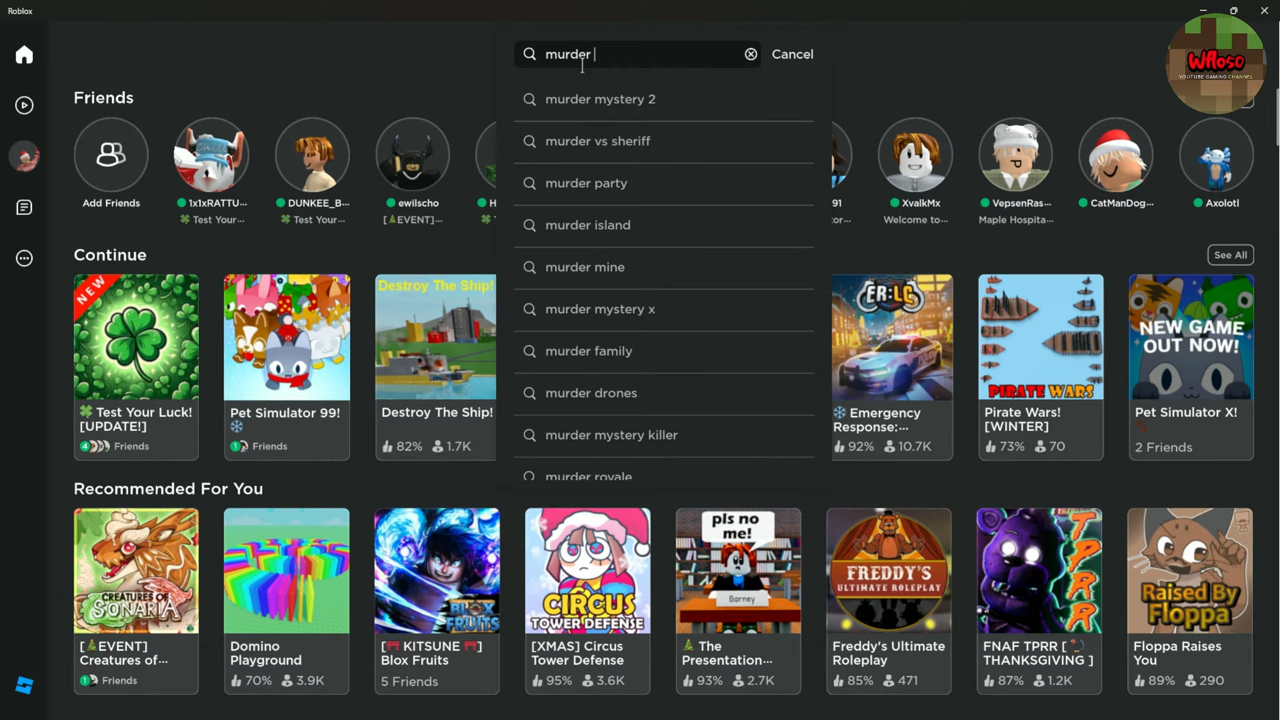 Roblox
murder
Cancel
Wfloso
YOUTUBE GAMING CHANNEL
murder mystery 2
murder vs sheriff
murder party
murder island
murder mine
murder mystery x
murder family
murder drones
murder mystery killer
murder royale
Friends
Add Friends
1x1xRATTU...
Test Your...
DUNKEE_B...
Test Your...
ewilscho
[🎄EVENT]...
H
91
XvalkMx
Welcome to...
VepsenRas...
Maple Hospita...
CatManDog...
Axolotl
Continue
See All
NEW
🍀 Test Your Luck!
[UPDATE!]
4 Friends
Pet Simulator 99!
❄️
1 Friends
Destroy The Ship!
Destroy The Ship!
82% 1.7K
ER:LC
❄️ Emergency
Response:...
92% 10.7K
PIRATE WARS
Pirate Wars!
[WINTER]
73% 70
NEW GAME
OUT NOW!
Pet Simulator X!
2 Friends
Recommended For You
CREATURES OF
SONARIA
[🎄EVENT]
Creatures of...
1 Friends
Domino
Playground
70% 3.9K
BLOX
FRUITS
[⛩️ KITSUNE ⛩️]
Blox Fruits
5 Friends
CIRCUS
TOWER DEFENSE
[XMAS] Circus
Tower Defense
95% 3.6K
pls no
me!
Barney
🎄 The
Presentation...
93% 2.7K
FREDDY'S
ULTIMATE ROLEPLAY
Freddy's Ultimate
Roleplay
85% 471
TPRR
FNAF TPRR [🦃
THANKSGIVING ]
87% 1.2K
Raised By
Floppa
Floppa Raises
You
89% 290